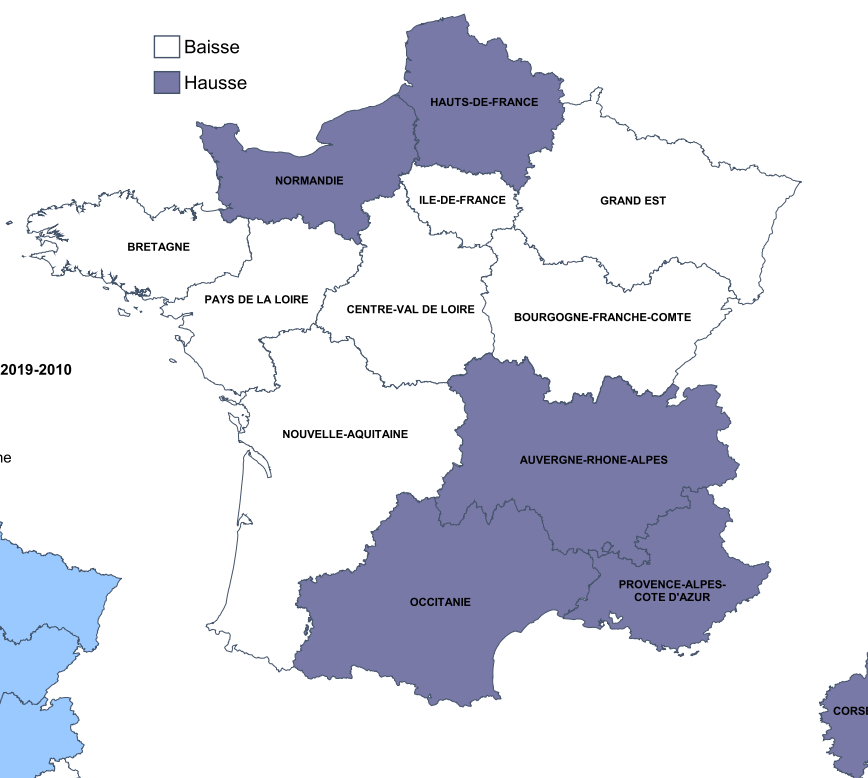 Baisse
Hausse
HAUTS-DE-FRANCE
NORMANDIE
ILE-DE-FRANCE
GRAND EST
BRETAGNE
PAYS DE LA LOIRE
CENTRE-VAL DE LOIRE
BOURGOGNE-FRANCHE-COMTE
2019-2010
NOUVELLE-AQUITAINE
AUVERGNE-RHONE-ALPES
PROVENCE-ALPES-
COTE D'AZUR
OCCITANIE